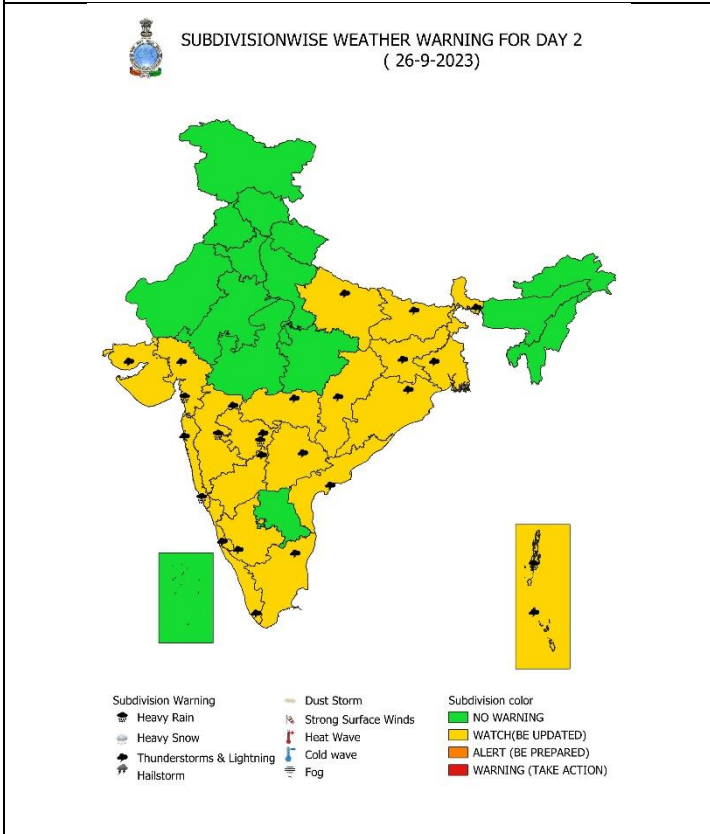 SUBDIVISIONWISE WEATHER WARNING FOR DAY 2
( 26-9-2023)
Subdivision Warning
Heavy Rain
Heavy Snow
Thunderstorms & Lightning
Hailstorm
Dust Storm
Strong Surface Winds
Heat Wave
Cold wave
Fog
Subdivision color
NO WARNING
WATCH(BE UPDATED)
ALERT (BE PREPARED)
WARNING (TAKE ACTION)